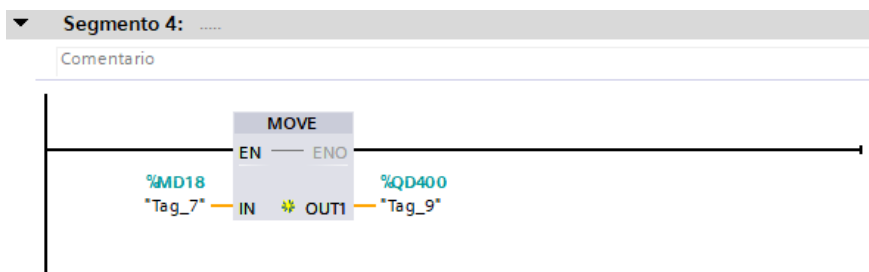 Segmento 4: .....
Comentario
MOVE
EN ENO
%MD18 %QD400
"Tag_7" IN OUT1 "Tag_9"